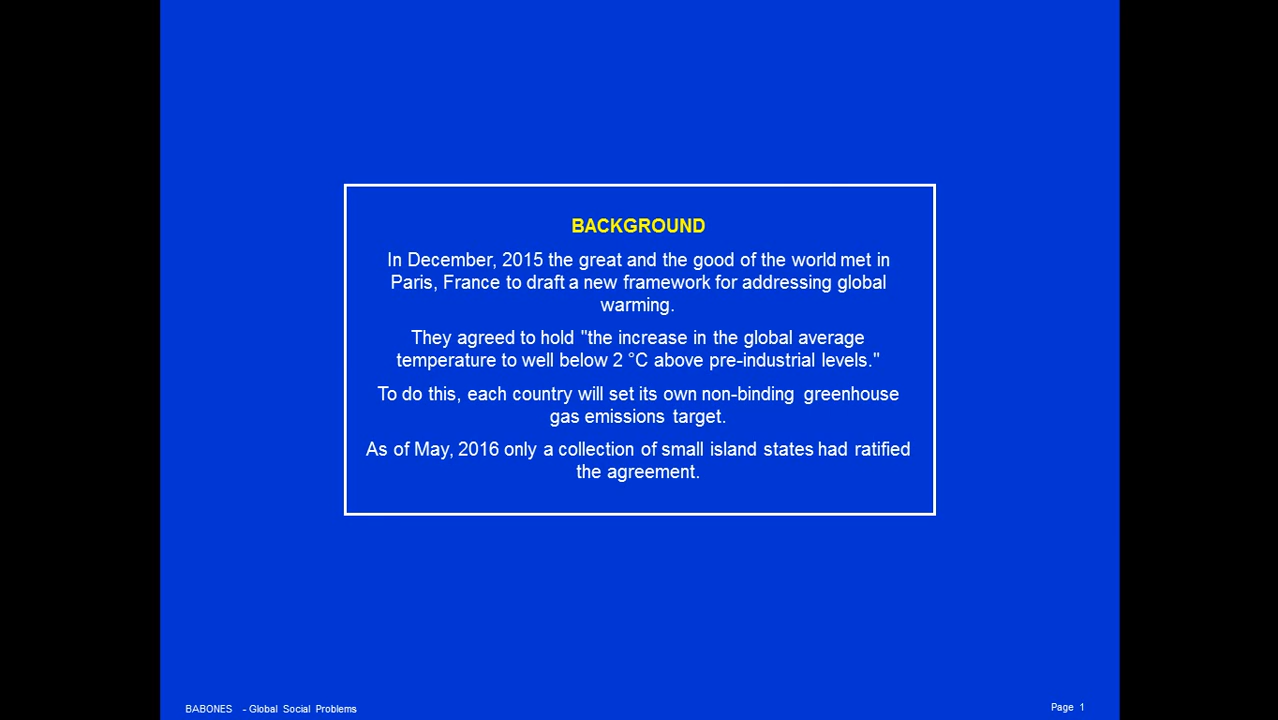 BACKGROUND
In December, 2015 the great and the good of the world met in
Paris, France to draft a new framework for addressing global
warming.
They agreed to hold "the increase in the global average
temperature to well below 2 °C above pre-industrial levels."
To do this, each country will set its own non-binding greenhouse
gas emissions target.
As of May, 2016 only a collection of small island states had ratified
the agreement.
BABONES - Global Social Problems
Page 1